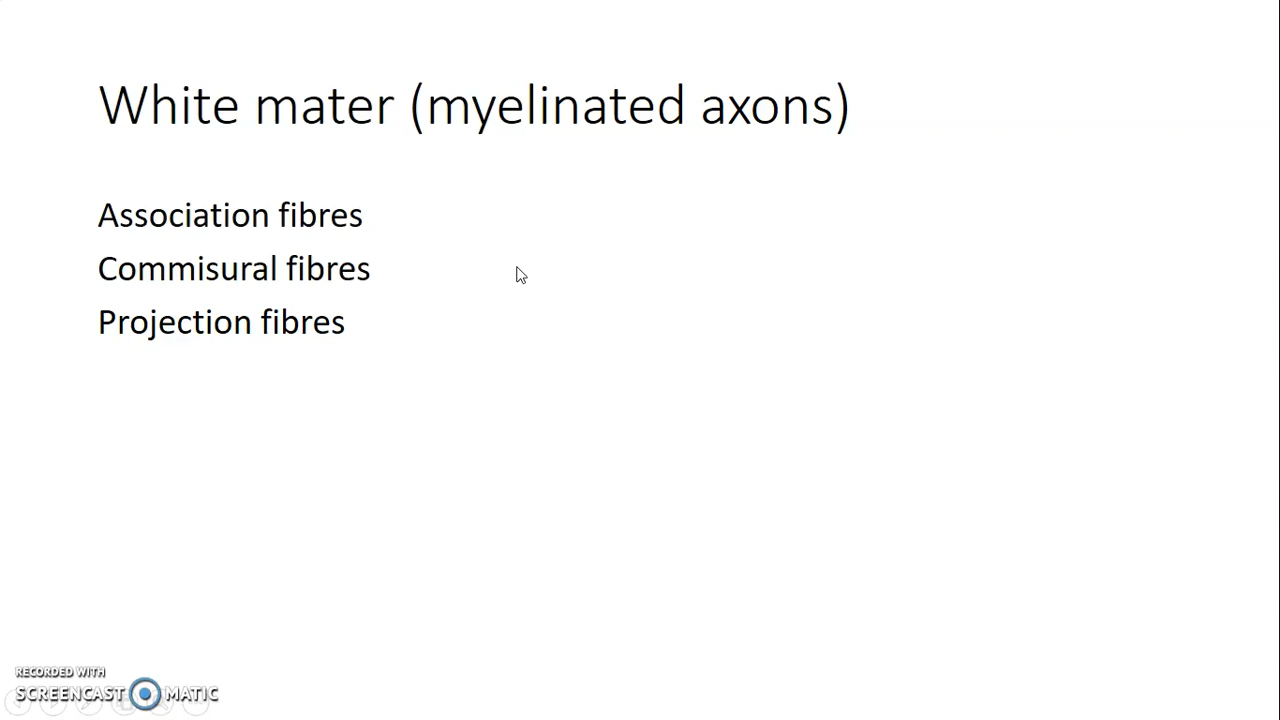 White mater (myelinated axons)
Association fibres
Commisural fibres
Projection fibres
RECORDED WITH
SCREENCAST MATIC